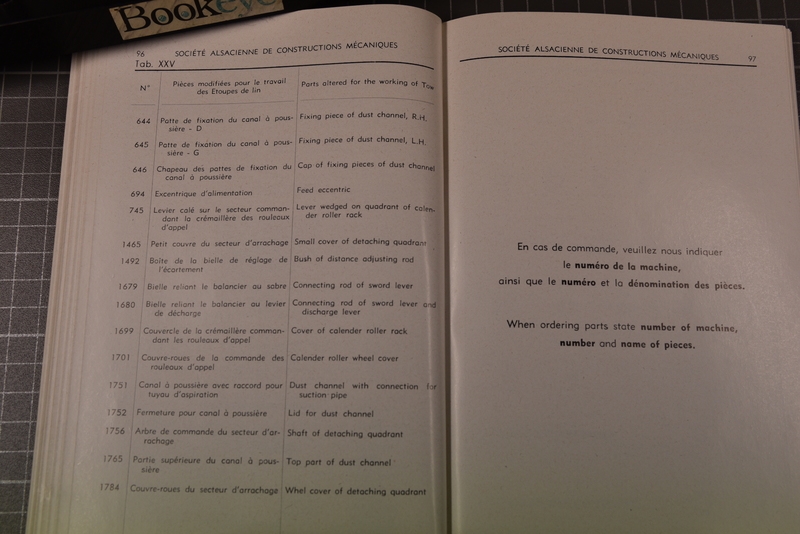 Bookeye
96 SOCIÉTÉ ALSACIENNE DE CONSTRUCTIONS MÉCANIQUES
Tab. XXV
N° Pièces modifiées pour le travail Parts altered for the working of Tow
des Etoupes de lin
644 Patte de fixation du canal à pous- Fixing piece of dust channel, R.H.
sière - D
645 Patte de fixation du canal à pous- Fixing piece of dust channel, L.H.
sière - G
646 Chapeau des pattes de fixation du Cap of fixing pieces of dust channel
canal à poussière
694 Excentrique d'alimentation Feed eccentric
745 Levier calé sur le secteur comman- Lever wedged on quadrant of calen-
dant la crémaillère des rouleaux der roller rack
d'appel
1465 Petit couvre du secteur d'arrachage Small cover of detaching quadrant
1492 Boîte de la bielle de réglage de Bush of distance adjusting rod
l'écartement
1679 Bielle reliant le balancier au sabre Connecting rod of sword lever
1680 Bielle reliant le balancier au levier Connecting rod of sword lever and
de décharge discharge lever
1699 Couvercle de la crémaillère comman- Cover of calender roller rack
dant les rouleaux d'appel
1701 Couvre-roues de la commande des Calender roller wheel cover
rouleaux d'appel
1751 Canal à poussière avec raccord pour Dust channel with connection for
tuyau d'aspiration suction pipe
1752 Fermeture pour canal à poussière Lid for dust channel
1756 Arbre de commande du secteur d'ar- Shaft of detaching quadrant
rachage
1765 Partie supérieure du canal à pous- Top part of dust channel
sière
1784 Couvre-roues du secteur d'arrachage Whel cover of detaching quadrant
SOCIÉTÉ ALSACIENNE DE CONSTRUCTIONS MÉCANIQUES 97
En cas de commande, veuillez nous indiquer
le numéro de la machine,
ainsi que le numéro et la dénomination des pièces.
When ordering parts state number of machine,
number and name of pieces.